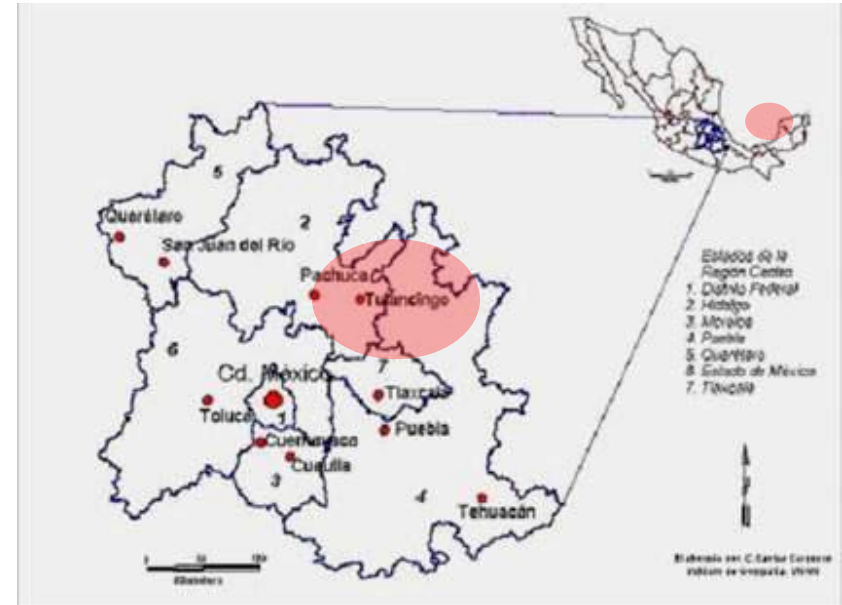 5
Querétaro
San Juan del Río
2
Pachuca
Tulancingo
6
Cd. México
7
Tlaxcala
Toluca
1
Puebla
Cuernavaca
3
4
Tehuacán
Estados de la
Región Centro
1. Distrito Federal
2. Hidalgo
3. Morelos
4. Puebla
5. Querétaro
6. Estado de México
7. Tlaxcala
0 50